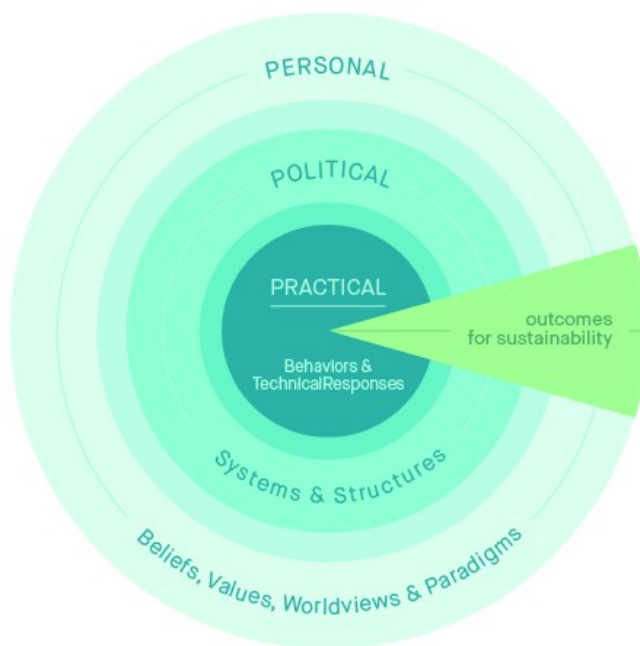 PERSONAL
POLITICAL
PRACTICAL
Behaviors &
TechnicalResponses
outcomes
for sustainability
Systems & Structures
Beliefs, Values, Worldviews & Paradigms